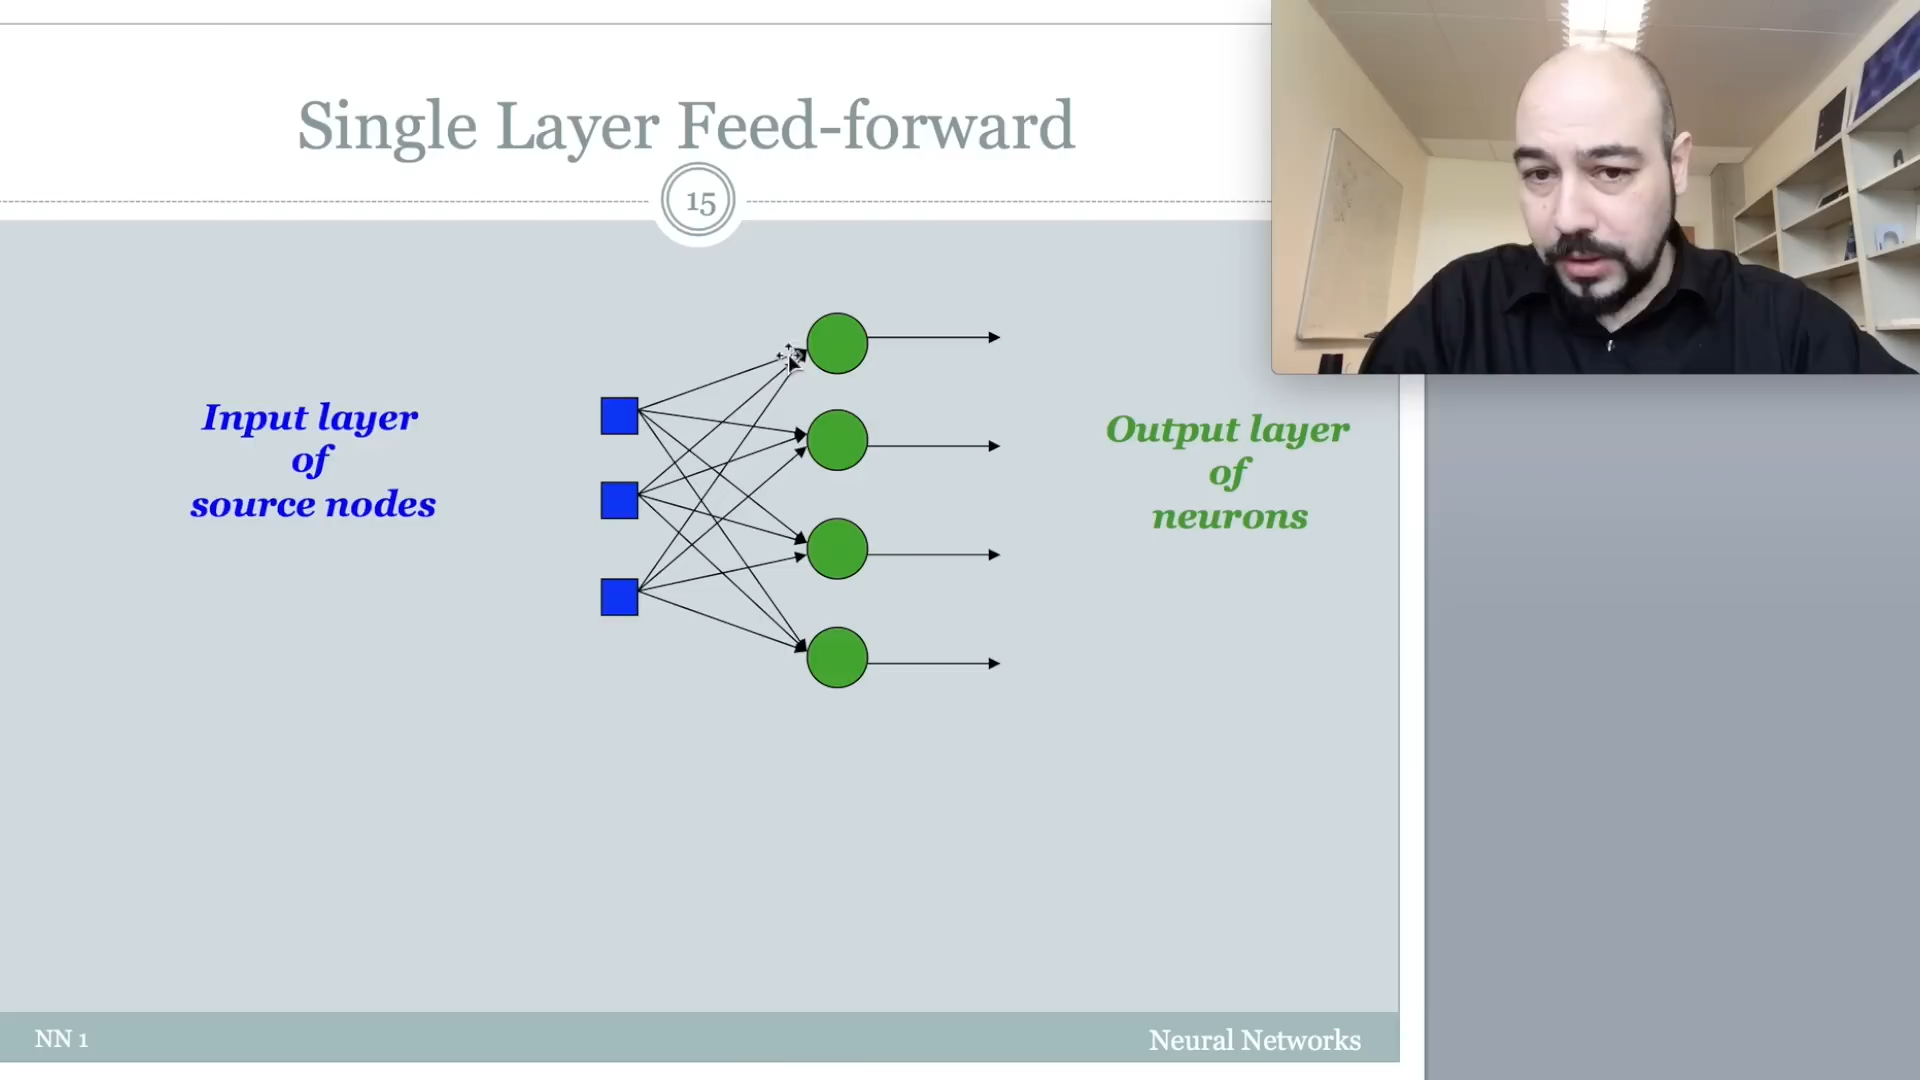 Single Layer Feed-forward
15
Input layer
of
source nodes
Output layer
of
neurons
NN 1
Neural Networks